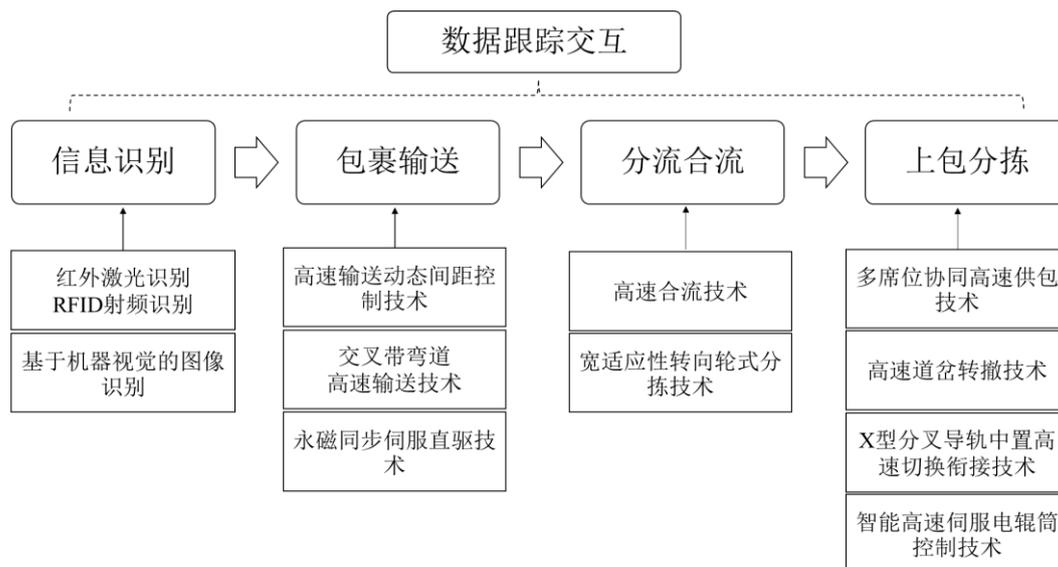 数据跟踪交互
信息识别
包裹输送
分流合流
上包分拣
红外激光识别
RFID射频识别
基于机器视觉的图像
识别
高速输送动态间距控
制技术
交叉带弯道
高速输送技术
永磁同步伺服直驱技
术
高速合流技术
宽适应性转向轮式分
拣技术
多席位协同高速供包
技术
高速道岔转撤技术
X型分叉导轨中置高
速切换衔接技术
智能高速伺服电辊筒
控制技术